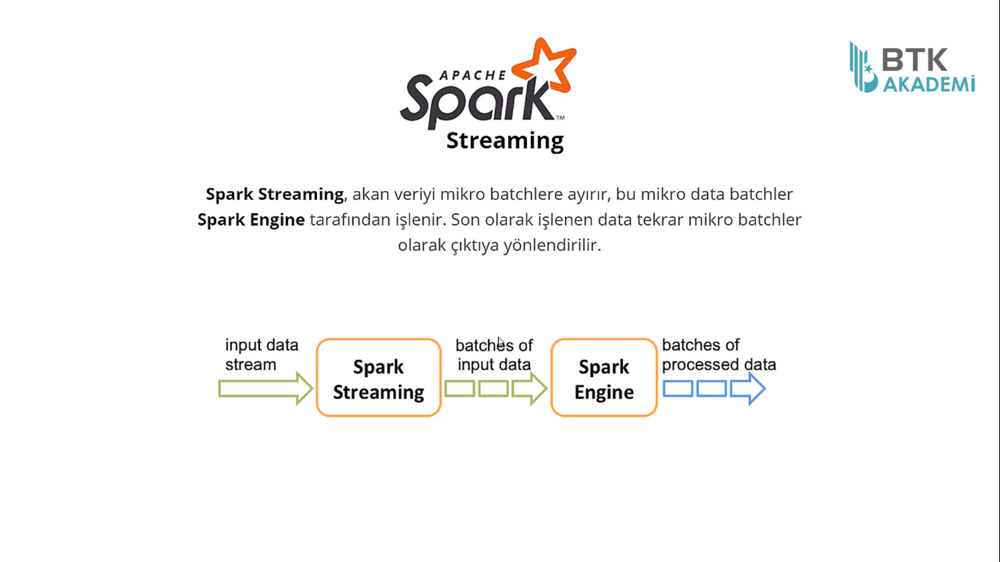 APACHE
Spark™
Streaming
BTK
AKADEMİ
Spark Streaming, akan veriyi mikro batchlere ayırır, bu mikro data batchler
Spark Engine tarafından işlenir. Son olarak işlenen data tekrar mikro batchler
olarak çıktıya yönlendirilir.
input data
stream
Spark
Streaming
batches of
input data
Spark
Engine
batches of
processed data